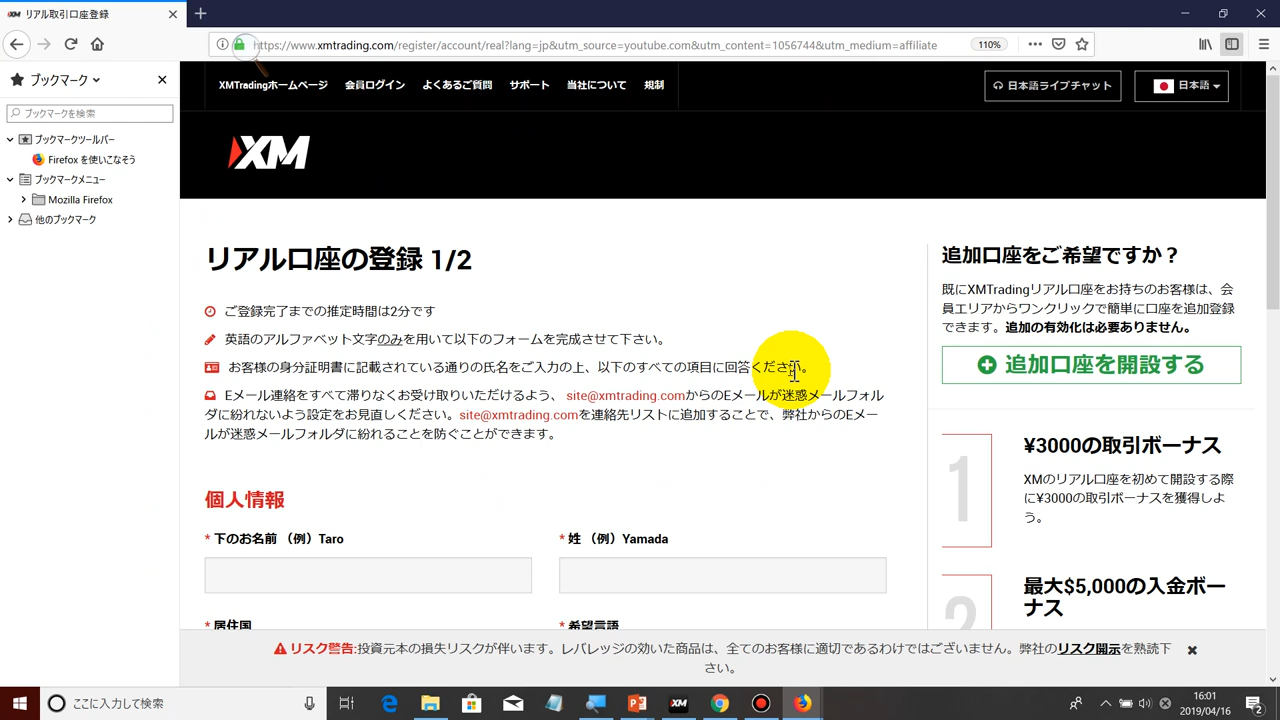 リアル取引口座登録
https://www.xmtrading.com/register/account/real?lang=jp&utm_source=youtube.com&utm_content=1056744&utm_medium=affiliate
110%
ブックマーク
ブックマークを検索
ブックマークツールバー
Firefox を使いこなそう
ブックマークメニュー
Mozilla Firefox
他のブックマーク
XMTradingホームページ 会員ログイン よくあるご質問 サポート 当社について 規制
日本語ライブチャット
日本語
XM
リアル口座の登録 1/2
ご登録完了までの推定時間は2分です
英語のアルファベット文字のみを用いて以下のフォームを完成させて下さい。
お客様の身分証明書に記載されている通りの氏名をご入力の上、以下のすべての項目に回答ください。
Eメール連絡をすべて滞りなくお受け取りいただけるよう、 site@xmtrading.comからのEメールが迷惑メールフォル
ダに紛れないよう設定をお見直しください。site@xmtrading.comを連絡先リストに追加することで、弊社からのEメー
ルが迷惑メールフォルダに紛れることを防ぐことができます。
個人情報
* 下のお名前 （例）Taro
* 姓 （例）Yamada
* 居住国
* 希望言語
追加口座をご希望ですか？
既にXMTradingリアル口座をお持ちのお客様は、会
員エリアからワンクリックで簡単に口座を追加登録
できます。追加の有効化は必要ありません。
追加口座を開設する
1
¥3000の取引ボーナス
XMのリアル口座を初めて開設する際
に¥3000の取引ボーナスを獲得しよ
う。
2
最大$5,000の入金ボー
ナス
リスク警告:投資元本の損失リスクが伴います。レバレッジの効いた商品は、全てのお客様に適切であるわけではございません。弊社のリスク開示を熟読下
さい。
ここに入力して検索
XM
16:01
2019/04/16
2